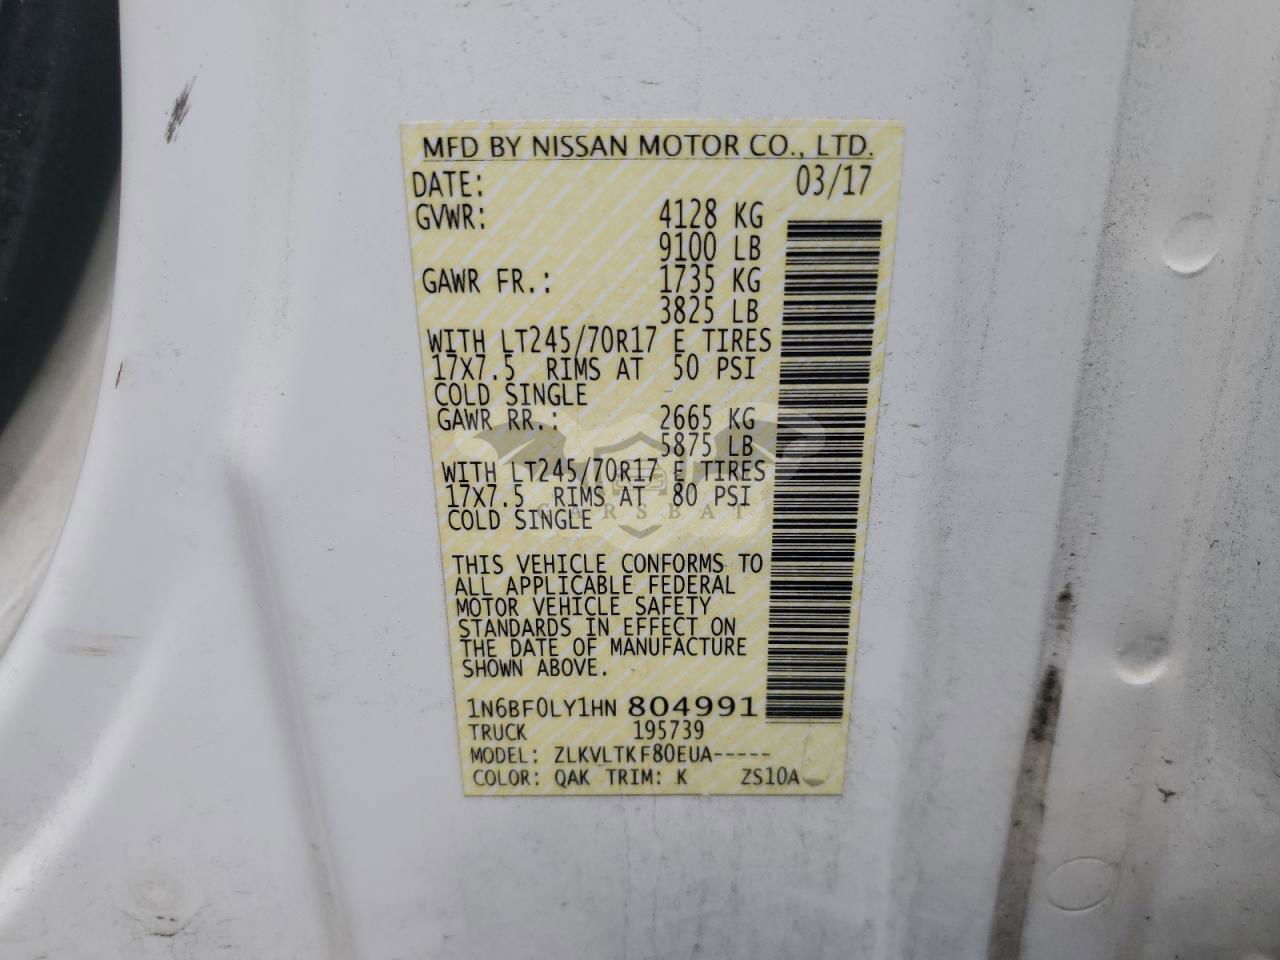 MFD BY NISSAN MOTOR CO., LTD.
DATE: 03/17
GVWR: 4128 KG
9100 LB
GAWR FR.: 1735 KG
3825 LB
WITH LT245/70R17 E TIRES
17X7.5 RIMS AT 50 PSI
COLD SINGLE
GAWR RR.: 2665 KG
5875 LB
WITH LT245/70R17 E TIRES
17X7.5 RIMS AT 80 PSI
COLD SINGLE
CARSBAT
THIS VEHICLE CONFORMS TO
ALL APPLICABLE FEDERAL
MOTOR VEHICLE SAFETY
STANDARDS IN EFFECT ON
THE DATE OF MANUFACTURE
SHOWN ABOVE.
1N6BF0LY1HN 804991
TRUCK 195739
MODEL: ZLKVLTKF80EUA-----
COLOR: QAK TRIM: K ZS10A